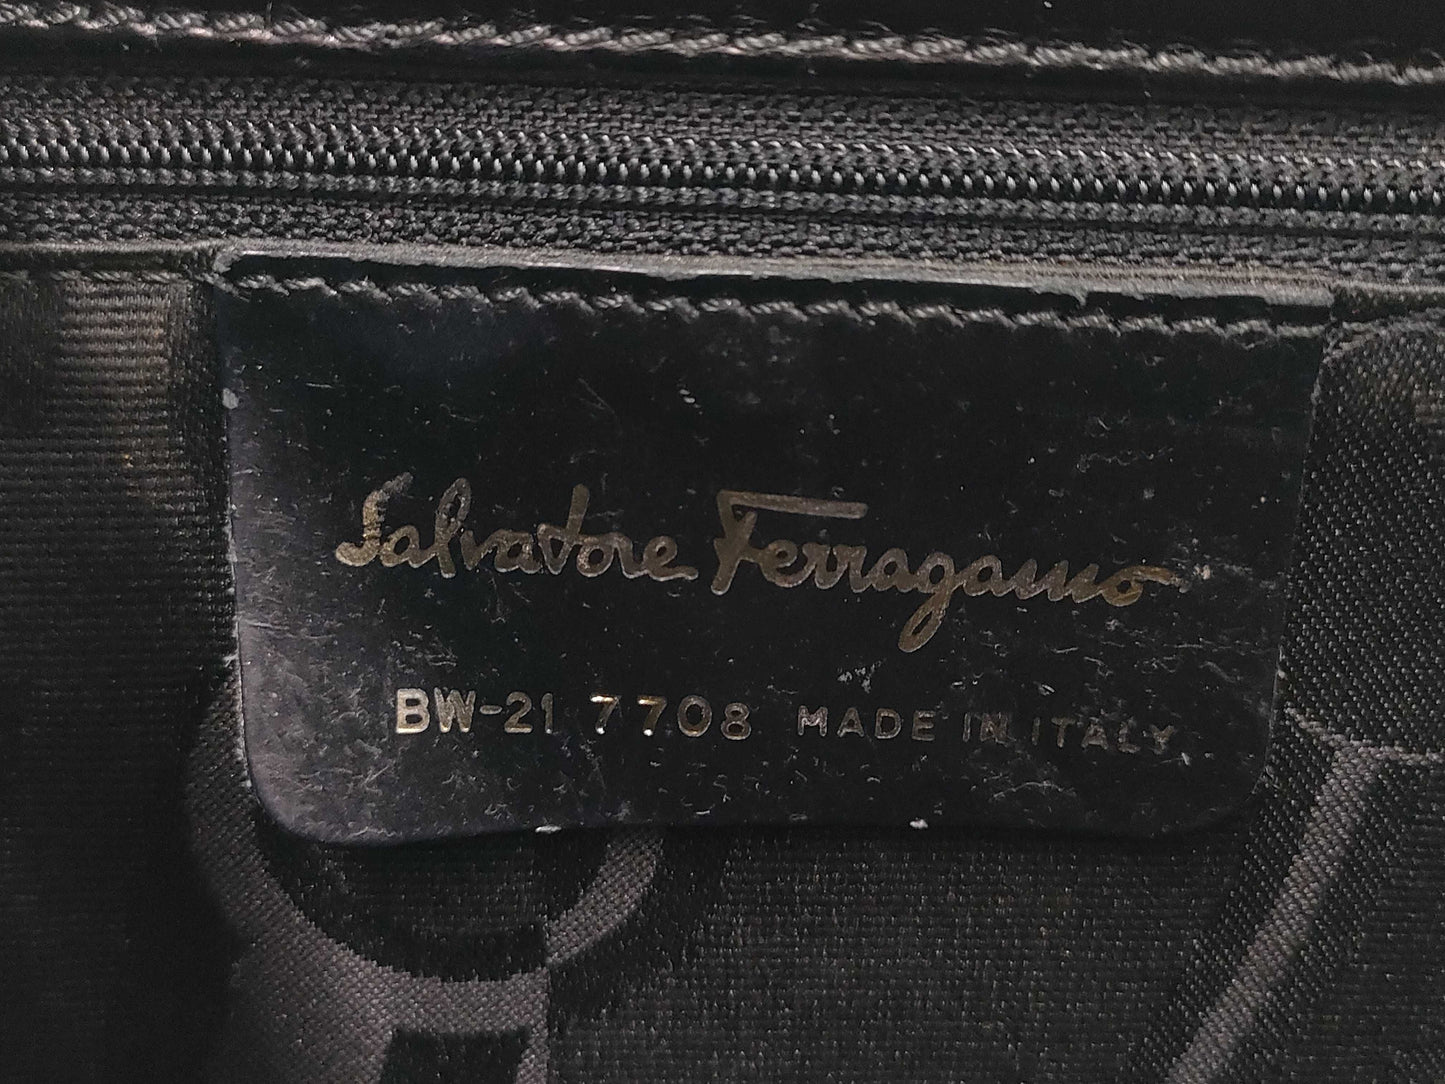 Salvatore Ferragamo
BW-21 7708 MADE IN ITALY